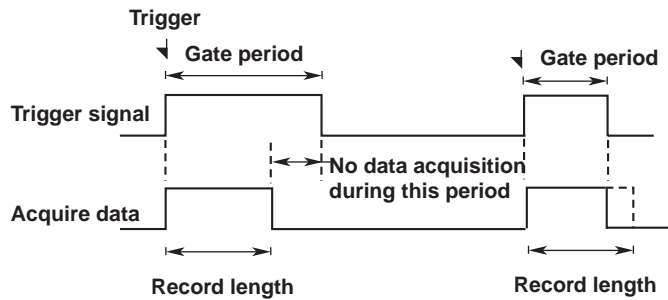 Trigger
Gate period
Gate period
Trigger signal
No data acquisition
during this period
Acquire data
Record length
Record length